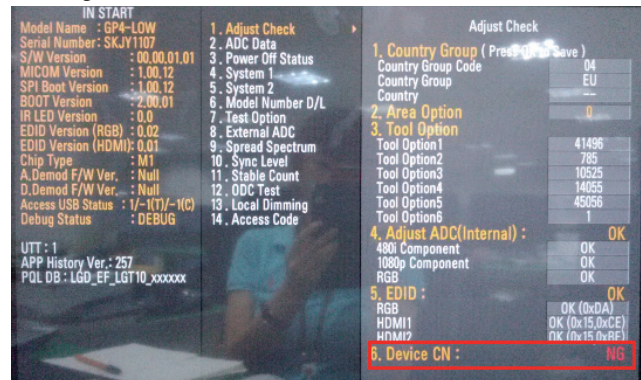 IN START
Model Name : GP4-LOW
Serial Number: SKJY1107
S/W Version : 00.00.01.01
MICOM Version : 1.00.12
SPI Boot Version : 1.00.12
BOOT Version : 2.00.01
IR LED Version : 0.0
EDID Version (RGB) : 0.02
EDID Version (HDMI): 0.01
Chip Type : M1
A.Demod F/W Ver. : Null
D.Demod F/W Ver. : Null
Access USB Status : 1/-1(T)/-1(C)
Debug Status : DEBUG
UTT : 1
APP History Ver.: 257
PQL DB : LGD_EF_LGT10_xxxxxx
1 . Adjust Check
2 . ADC Data
3 . Power Off Status
4 . System 1
5 . System 2
6 . Model Number D/L
7 . Test Option
8 . External ADC
9 . Spread Spectrum
10 . Sync Level
11 . Stable Count
12 . ODC Test
13 . Local Dimming
14 . Access Code
Adjust Check
1. Country Group ( Press Save )
Country Group Code 04
Country Group EU
Country --
2. Area Option 0
3. Tool Option
Tool Option1 41496
Tool Option2 785
Tool Option3 10525
Tool Option4 14055
Tool Option5 45056
Tool Option6 1
4. Adjust ADC(Internal) : OK
480i Component OK
1080p Component OK
RGB OK
5. EDID : OK
RGB OK (0xDA)
HDMI1 OK (0x15,0xCE)
HDMI2 OK (0x15,0xBE)
6. Device CN : NG